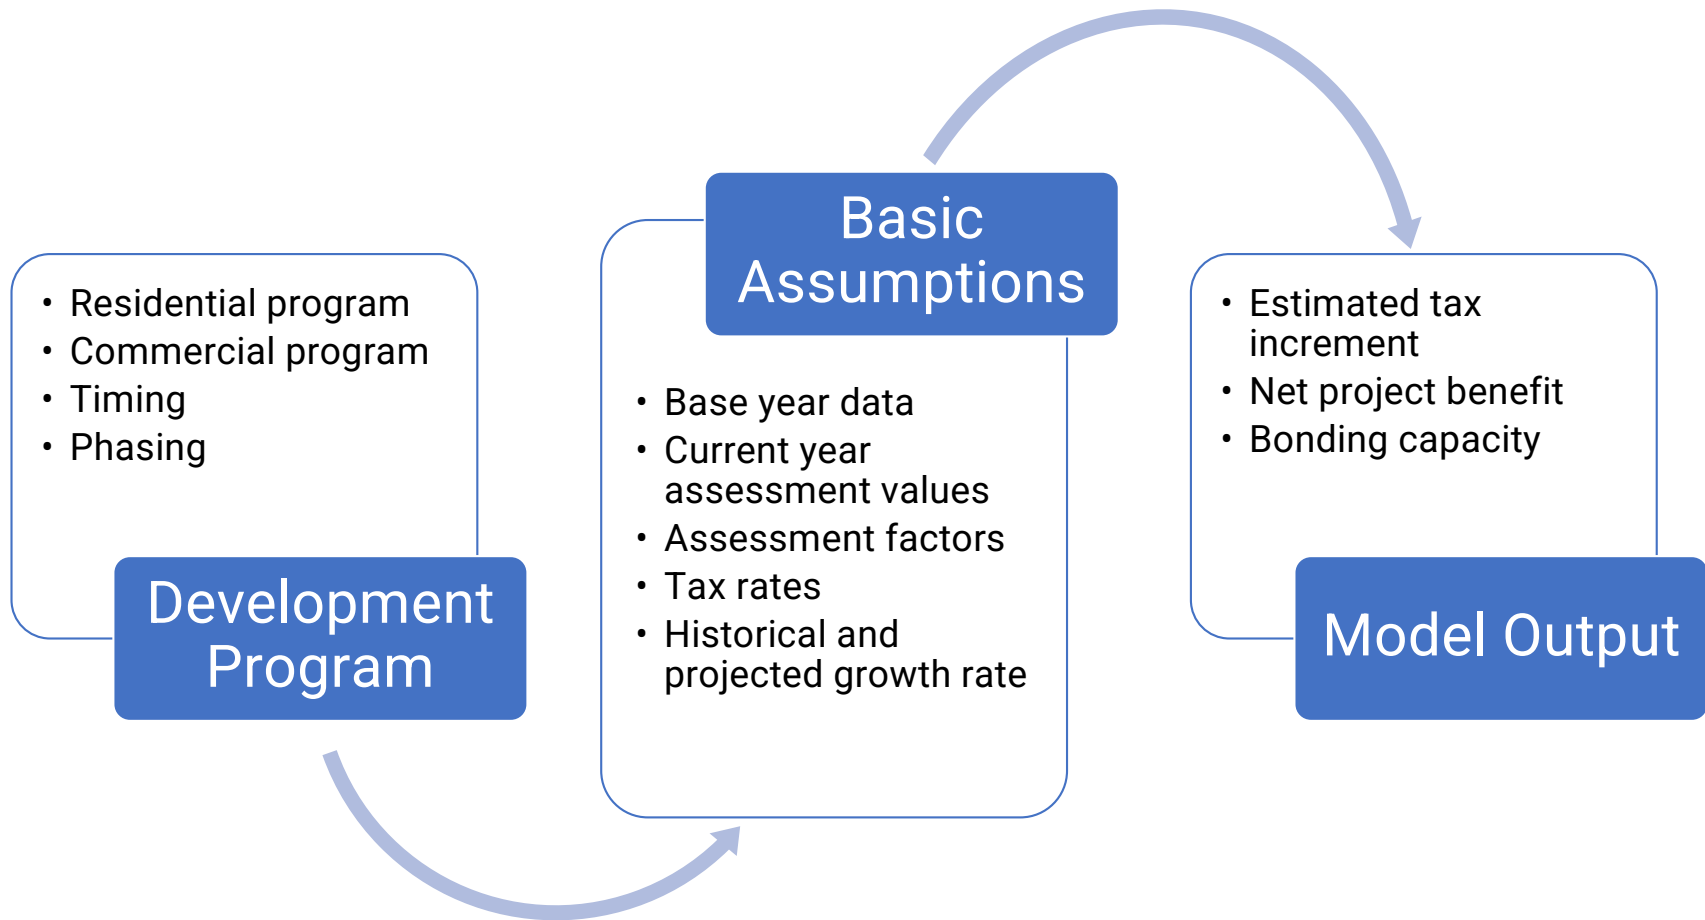 • Residential program
• Commercial program
• Timing
• Phasing
Development
Program
Basic
Assumptions
• Base year data
• Current year
assessment values
• Assessment factors
• Tax rates
• Historical and
projected growth rate
• Estimated tax
increment
• Net project benefit
• Bonding capacity
Model Output